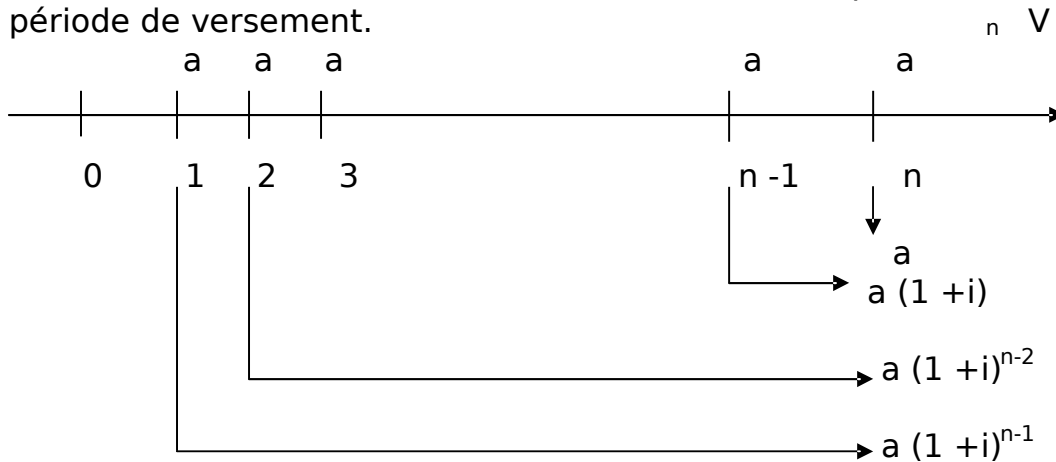 période de versement. n V
a a a a a
0 1 2 3 n -1 n
a
a (1 +i)
a (1 +i)n-2
a (1 +i)n-1